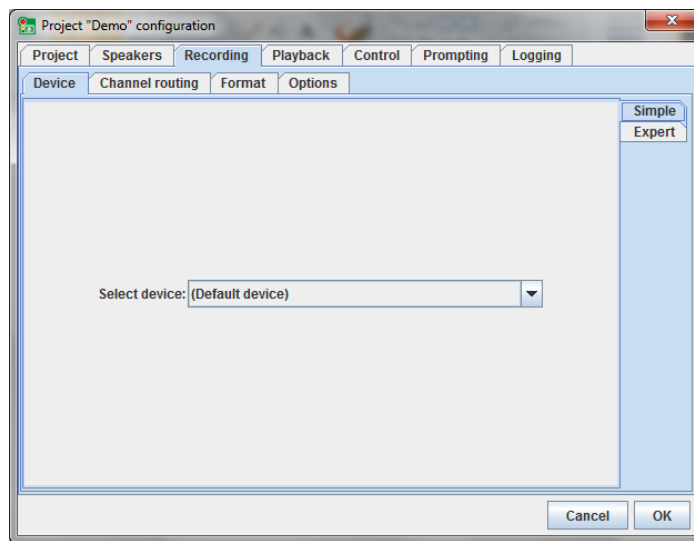 Project "Demo" configuration
Project Speakers Recording Playback Control Prompting Logging
Device Channel routing Format Options
Simple
Expert
Select device: (Default device)
Cancel OK